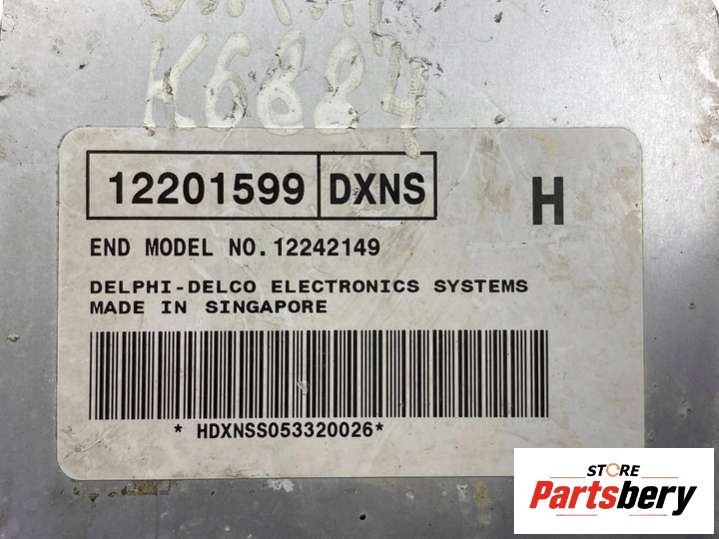 K6884
12201599 DXNS H
END MODEL NO.12242149
DELPHI-DELCO ELECTRONICS SYSTEMS
MADE IN SINGAPORE
* HDXNSS053320026*
STORE
Partsbery